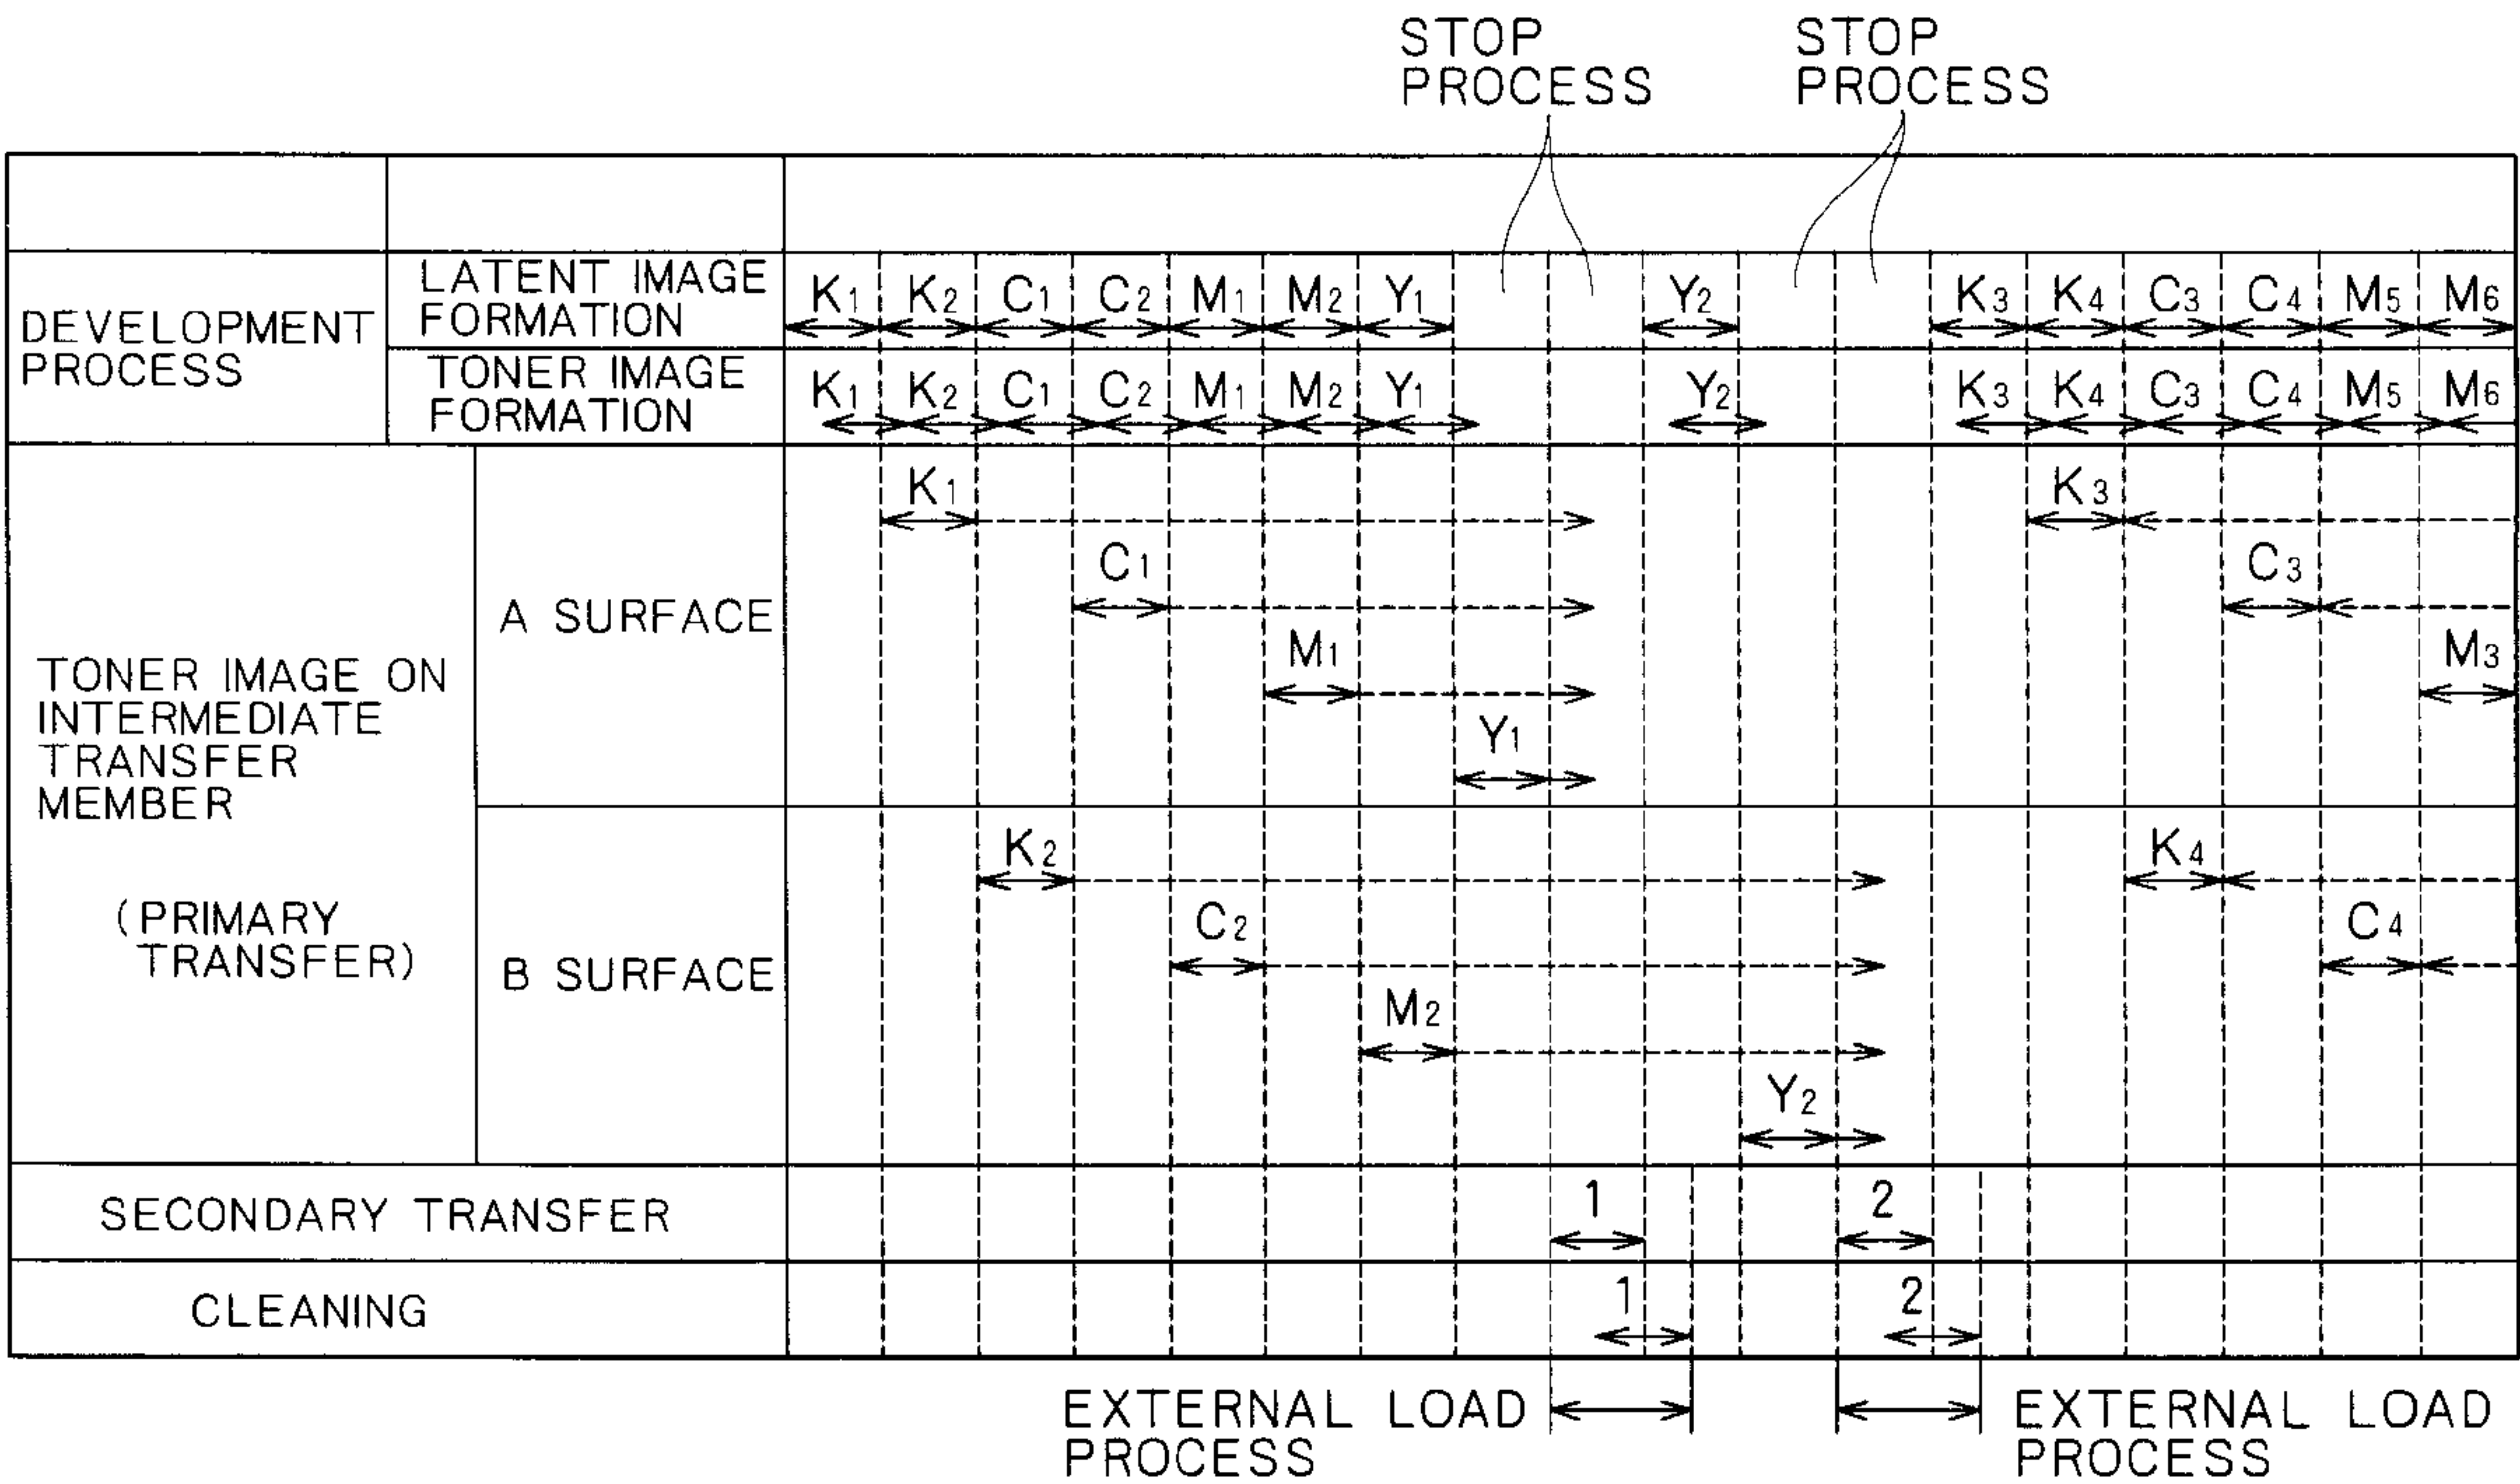 STOP PROCESS
STOP PROCESS
DEVELOPMENT PROCESS
LATENT IMAGE FORMATION
K1 K2 C1 C2 M1 M2 Y1 Y2 K3 K4 C3 C4 M5 M6
TONER IMAGE FORMATION
K1 K2 C1 C2 M1 M2 Y1 Y2 K3 K4 C3 C4 M5 M6
TONER IMAGE ON
INTERMEDIATE
TRANSFER
MEMBER
(PRIMARY
TRANSFER)
A SURFACE
K1 K3
C1 C3
M1 M3
Y1
B SURFACE
K2 K4
C2 C4
M2
Y2
SECONDARY TRANSFER
1 2
CLEANING
1 2
EXTERNAL LOAD
PROCESS
EXTERNAL LOAD
PROCESS